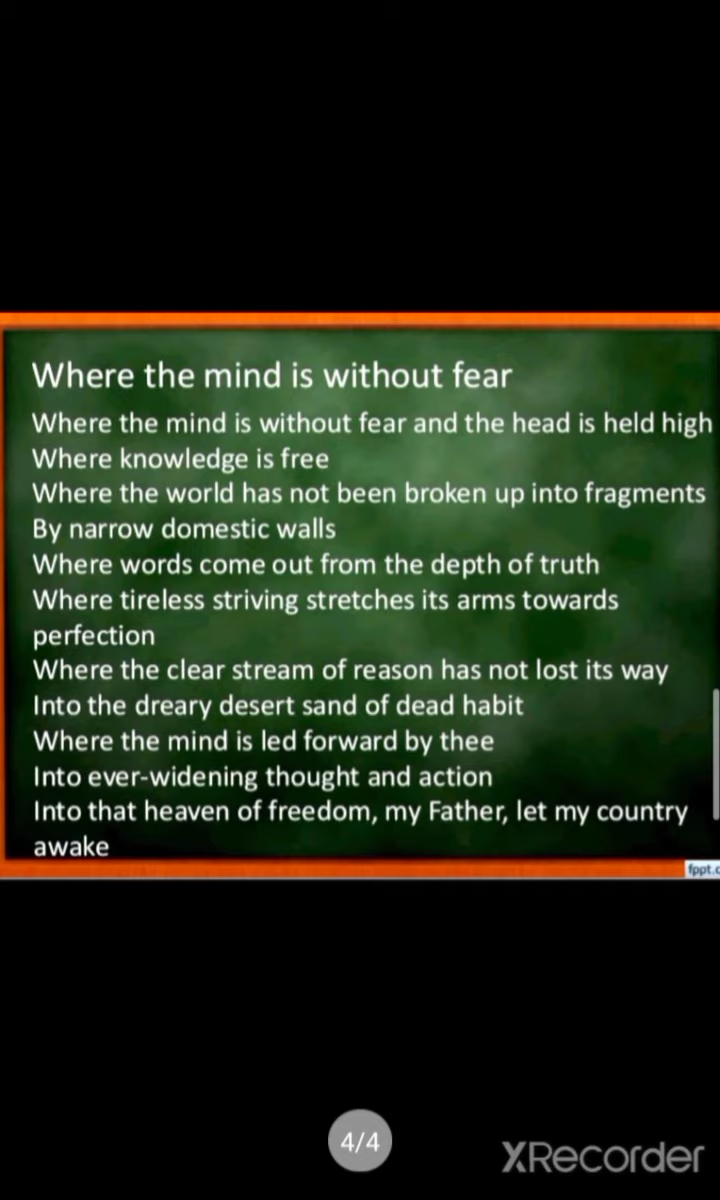 Where the mind is without fear
Where the mind is without fear and the head is held high
Where knowledge is free
Where the world has not been broken up into fragments
By narrow domestic walls
Where words come out from the depth of truth
Where tireless striving stretches its arms towards
perfection
Where the clear stream of reason has not lost its way
Into the dreary desert sand of dead habit
Where the mind is led forward by thee
Into ever-widening thought and action
Into that heaven of freedom, my Father, let my country
awake
fppt.c
4/4
XRecorder